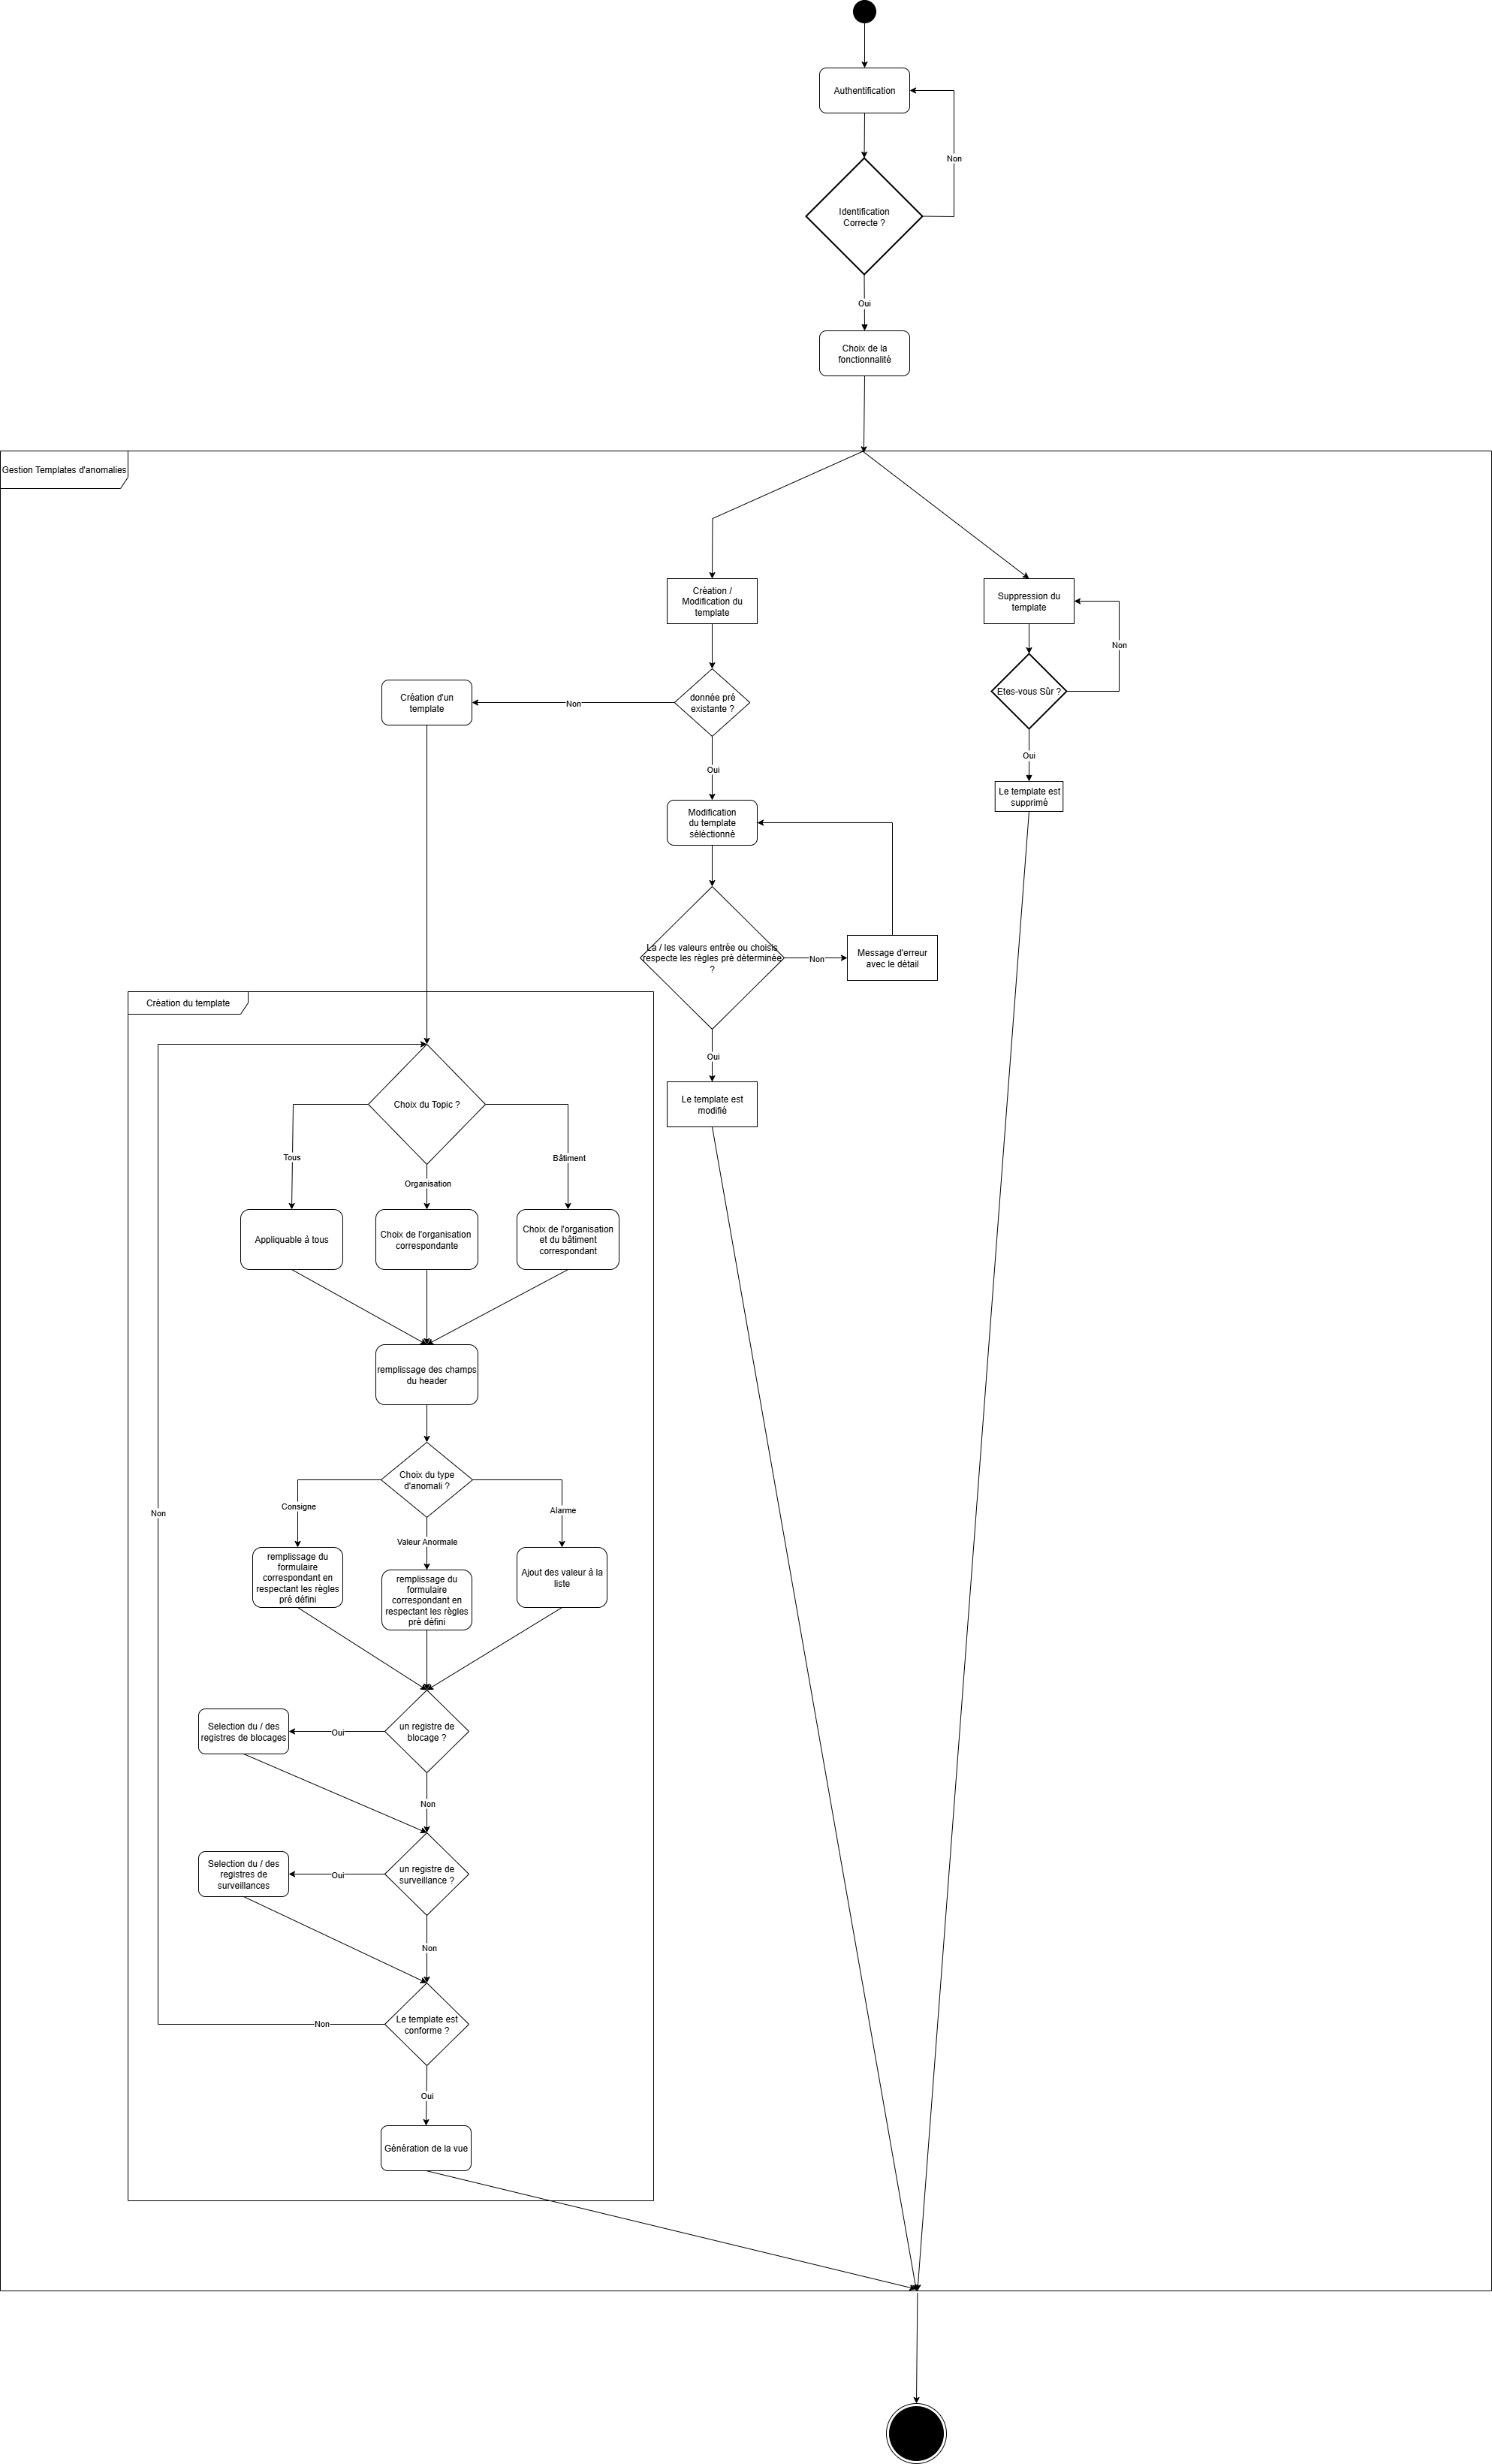 Authentification
Non
Identification
Correcte ?
Oui
Choix de la
fonctionnalité
Gestion Templates d'anomalies
Création /
Modification du
template
Suppression du
template
Non
Création d'un
template
Non
donnée pré
existante ?
Etes-vous Sûr ?
Oui
Oui
Le template est
supprimé
Modification
du template
séléctionné
La / les valeurs entrée ou choisis
respecte les règles pré déterminée
?
Non
Message d'erreur
avec le détail
Création du template
Oui
Choix du Topic ?
Le template est
modifié
Tous
Organisation
Bâtiment
Appliquable à tous
Choix de l'organisation
correspondante
Choix de l'organisation
et du bâtiment
correspondant
remplissage des champs
du header
Choix du type
d'anomali ?
Non
Consigne
Valeur Anormale
Alarme
remplissage du
formulaire
correspondant en
respectant les règles
pré défini
remplissage du
formulaire
correspondant en
respectant les règles
pré défini
Ajout des valeur à la
liste
Selection du / des
registres de blocages
Oui
un registre de
blocage ?
Non
Selection du / des
registres de
surveillances
Oui
un registre de
surveillance ?
Non
Non
Le template est
conforme ?
Oui
Génération de la vue